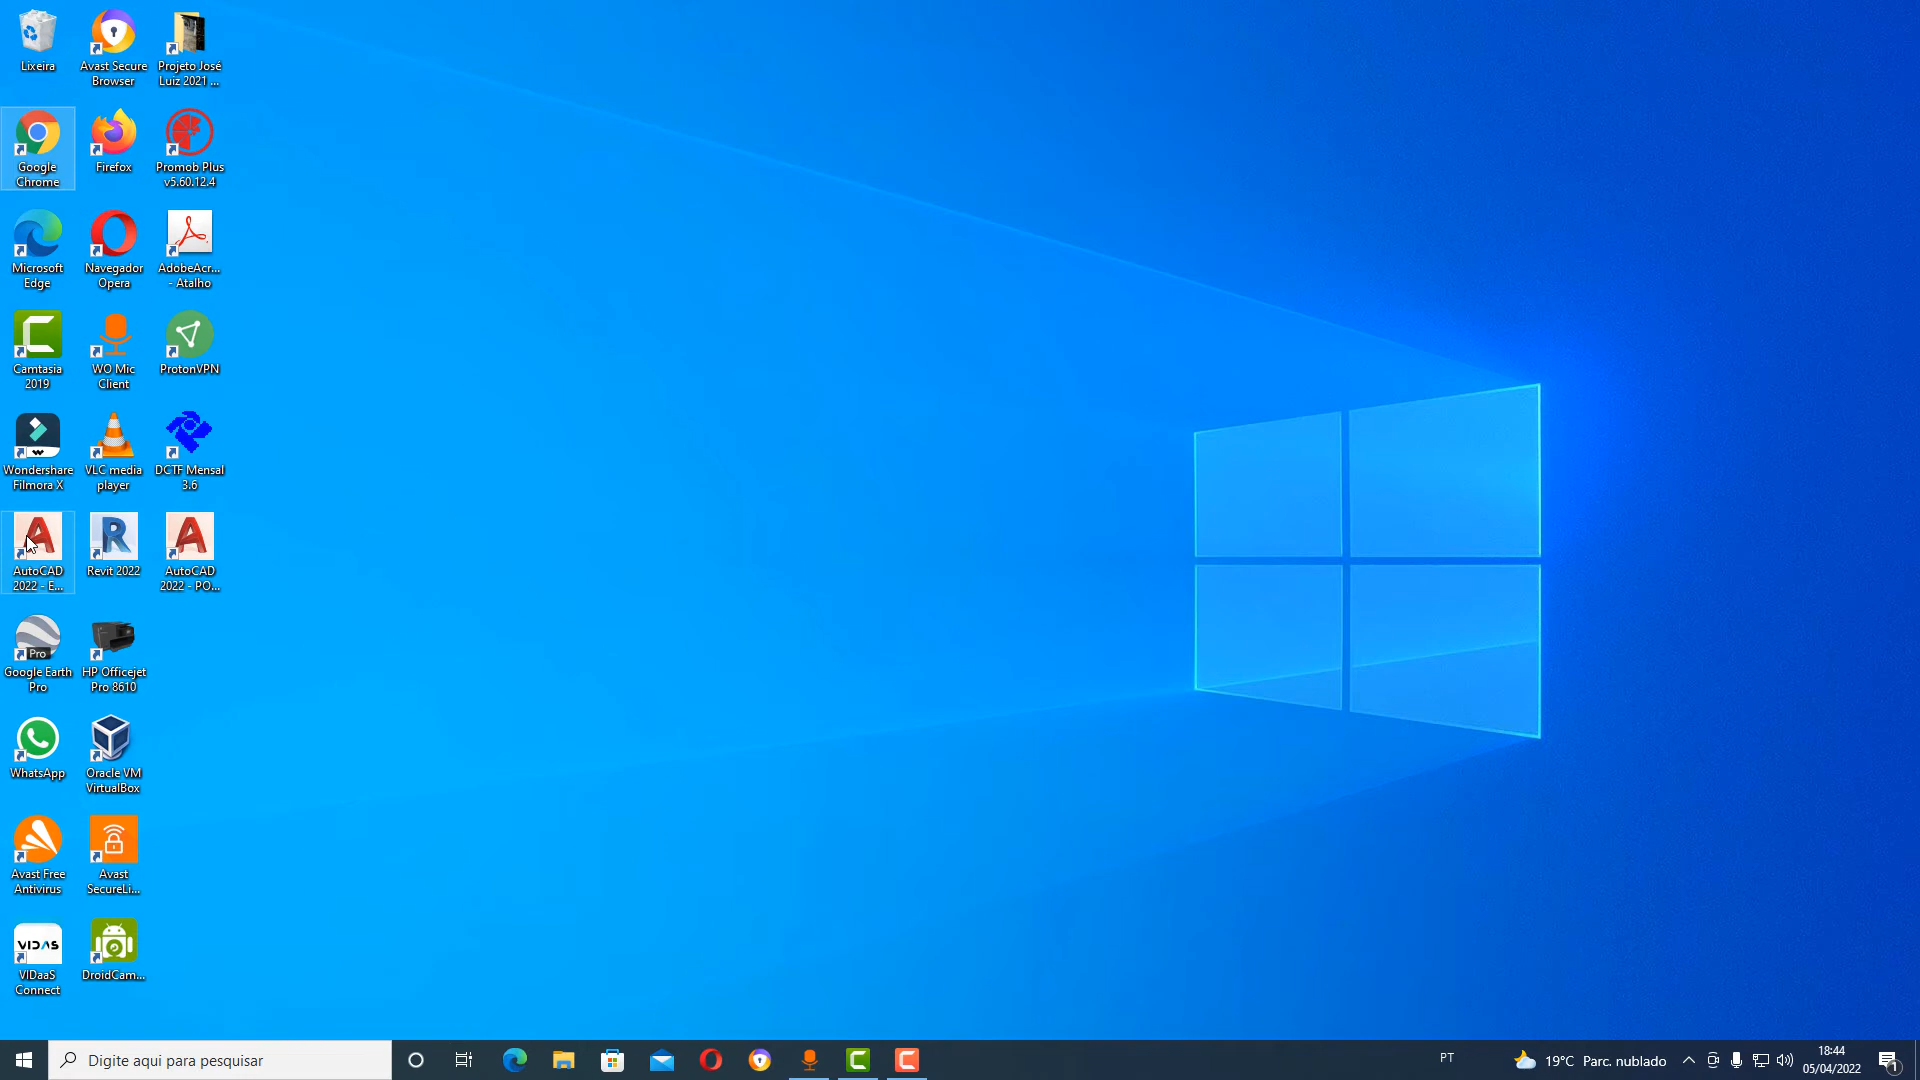 Lixeira
Avast Secure
Browser
Projeto José
Luiz 2021 ...
Google
Chrome
Firefox
Promob Plus
v5.60.12.4
Microsoft
Edge
Navegador
Opera
AdobeAcr...
- Atalho
Camtasia
2019
WO Mic
Client
ProtonVPN
Wondershare
Filmora X
VLC media
player
DCTF Mensal
3.6
AutoCAD
2022 - E...
Revit 2022
AutoCAD
2022 - PO...
Pro
Google Earth
Pro
HP Officejet
Pro 8610
WhatsApp
Oracle VM
VirtualBox
Avast Free
Antivirus
Avast
SecureLi...
VIDAS
VIDaaS
Connect
DroidCam...
Digite aqui para pesquisar
PT
19°C Parc. nublado
18:44
05/04/2022
1